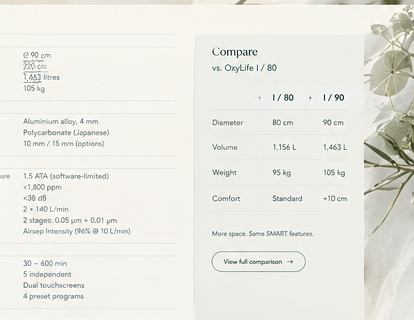 Ø 90 cm
220 cm
1,463 litres
105 kg
Aluminium alloy, 4 mm
Polycarbonate (Japanese)
10 mm / 15 mm (options)
ure
1.5 ATA (software-limited)
<1,800 ppm
<38 dB
2 + 140 L/min
2 stages: 0.05 µm + 0.01 µm
Airsep Intensity (96% @ 10 L/min)
30 – 600 min
5 independent
Dual touchscreens
4 preset programs
Compare
vs. OxyLife I / 80
I / 80
I / 90
Diameter 80 cm 90 cm
Volume 1,156 L 1,463 L
Weight 95 kg 105 kg
Comfort Standard +10 cm
More space. Same SMART features.
View full comparison →